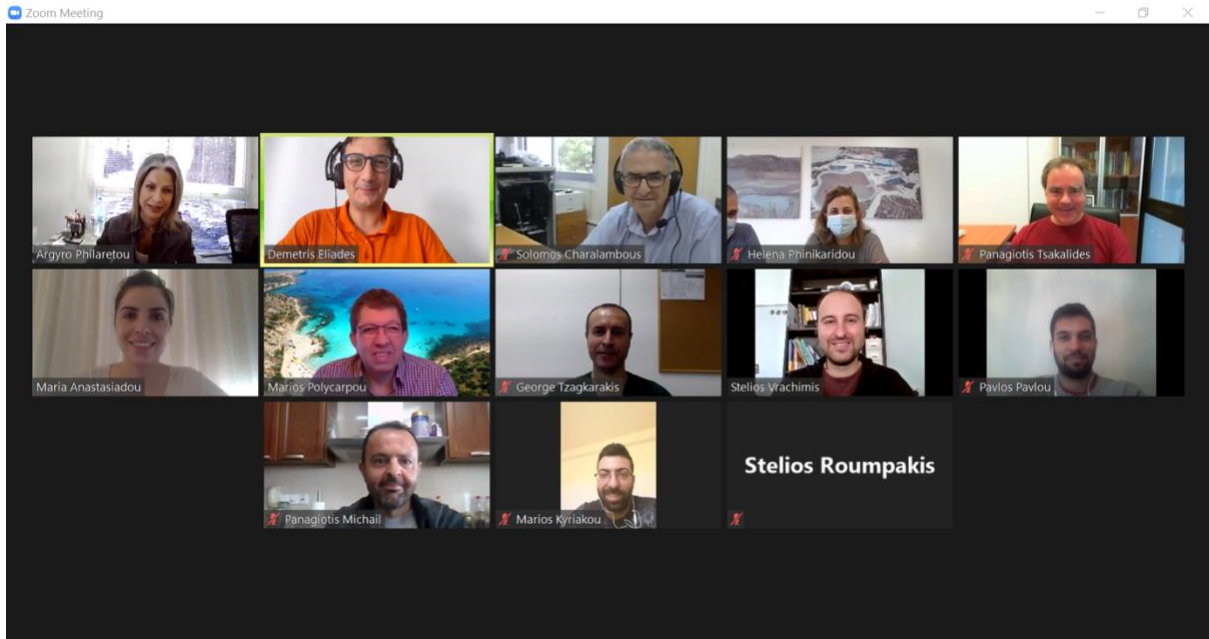 Zoom Meeting
Argyro Philaretou
Demetris Eliades
Solomos Charalambous
Helena Phinikaridou
Panagiotis Tsakalides
Maria Anastasiadou
Marios Polycarpou
George Tzagkarakis
Stelios Vrachimis
Pavlos Pavlou
Panagiotis Michail
Marios Kyriakou
Stelios Roumpakis